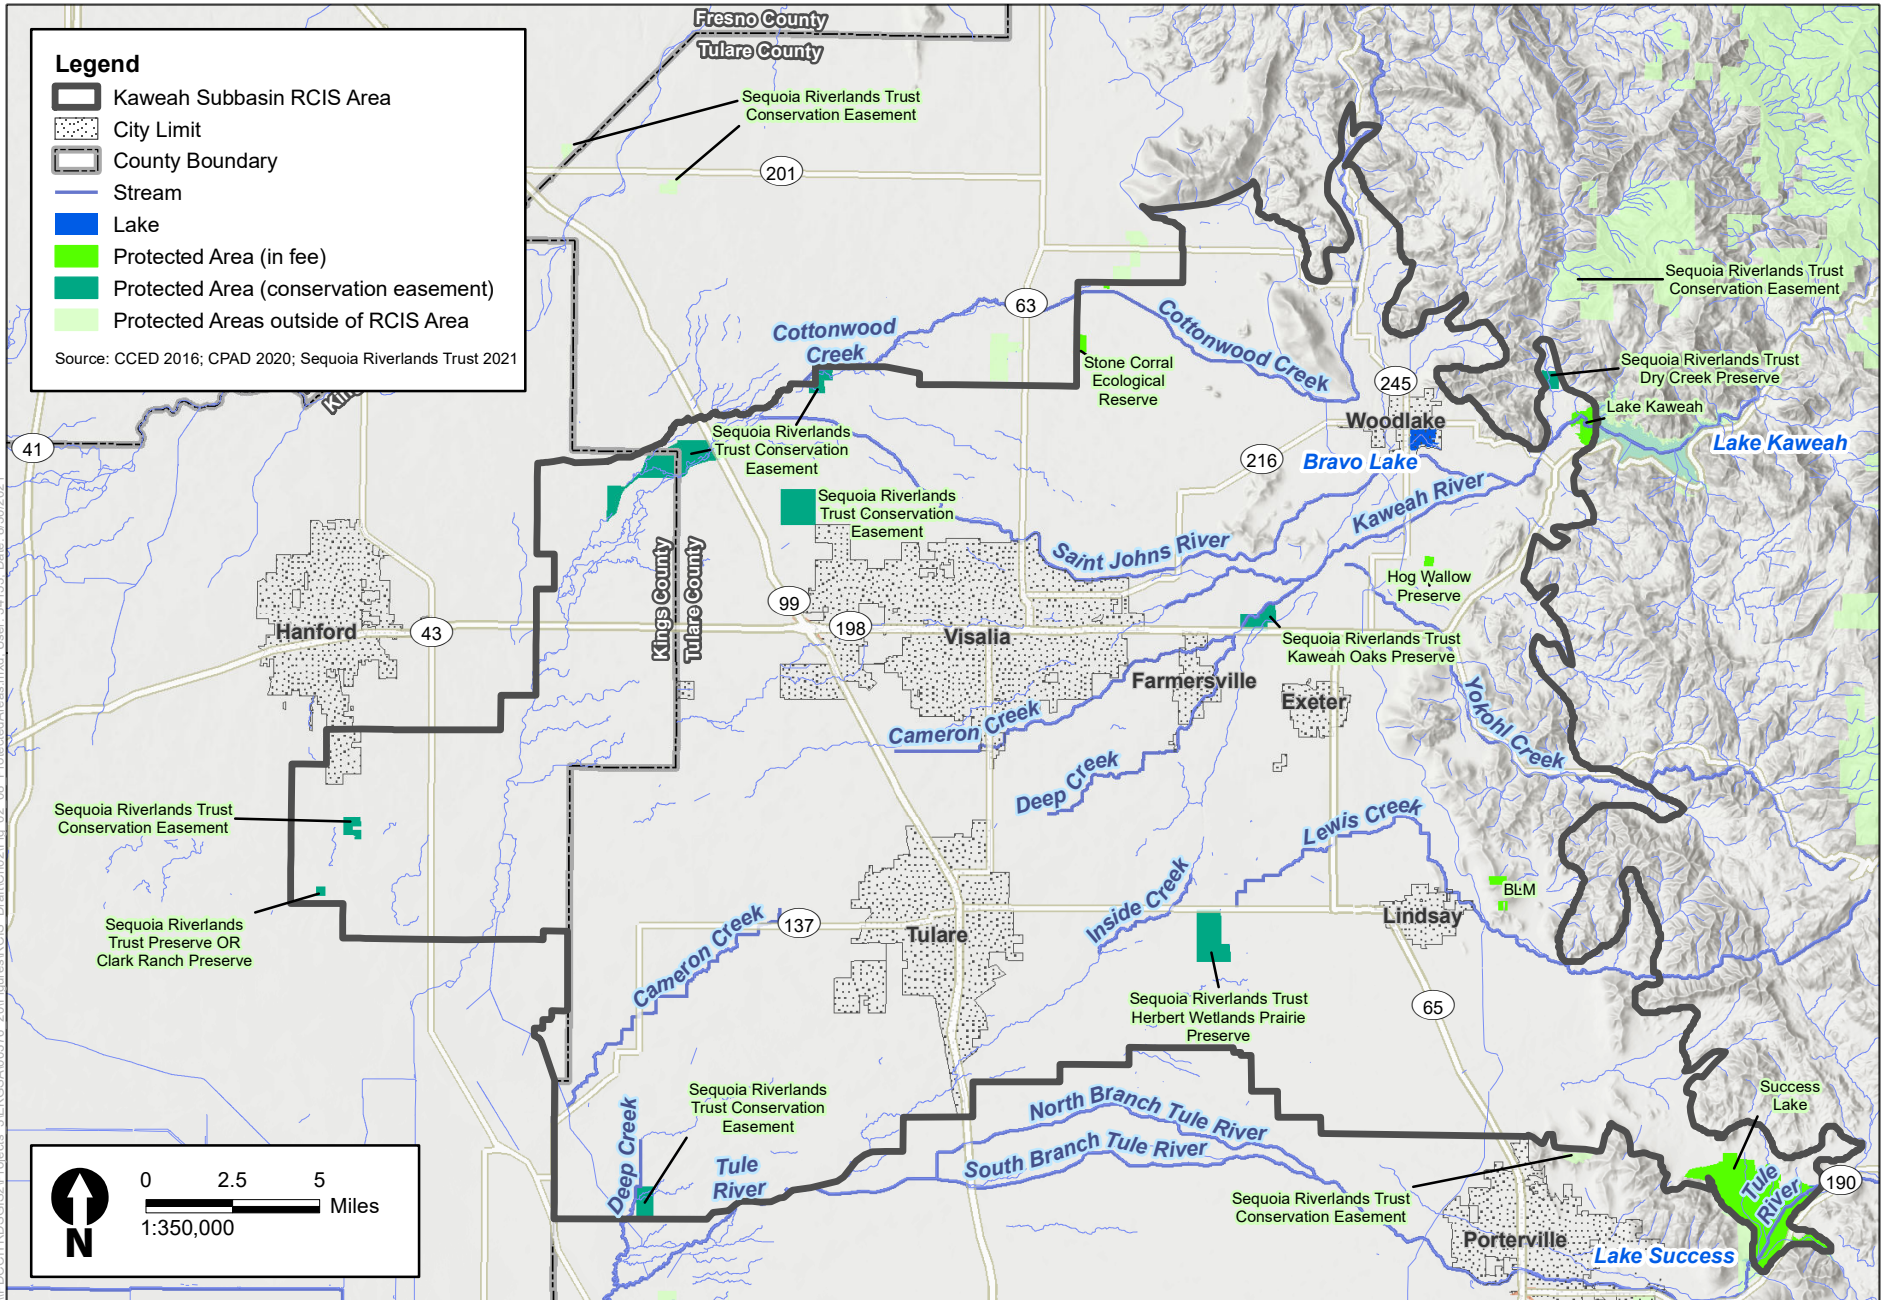 Fresno County
Tulare County
Legend
Kaweah Subbasin RCIS Area
City Limit
County Boundary
Stream
Lake
Protected Area (in fee)
Protected Area (conservation easement)
Protected Areas outside of RCIS Area
Source: CCED 2016; CPAD 2020; Sequoia Riverlands Trust 2021
Sequoia Riverlands Trust
Conservation Easement
201
Sequoia Riverlands Trust
Conservation Easement
63
Cottonwood
Creek
Cottonwood Creek
Stone Corral
Ecological
Reserve
245
Sequoia Riverlands Trust
Dry Creek Preserve
Lake Kaweah
Woodlake
Lake Kaweah
Bravo Lake
216
41
Sequoia Riverlands
Trust Conservation
Easement
Sequoia Riverlands
Trust Conservation
Easement
Kaweah River
Saint Johns River
Kings County
Tulare County
Hog Wallow
Preserve
99
198
Hanford
43
Visalia
Sequoia Riverlands Trust
Kaweah Oaks Preserve
Farmersville
Exeter
Cameron Creek
Yokohl Creek
Deep Creek
Lewis Creek
Sequoia Riverlands Trust
Conservation Easement
Inside Creek
BLM
Lindsay
Sequoia Riverlands
Trust Preserve OR
Clark Ranch Preserve
137
Tulare
Cameron Creek
Sequoia Riverlands Trust
Herbert Wetlands Prairie
Preserve
65
Success
Lake
Sequoia Riverlands
Trust Conservation
Easement
Deep Creek
Tule
River
North Branch Tule River
South Branch Tule River
Sequoia Riverlands Trust
Conservation Easement
Tule
River
190
Porterville
Lake Success
0 2.5 5
Miles
1:350,000
N